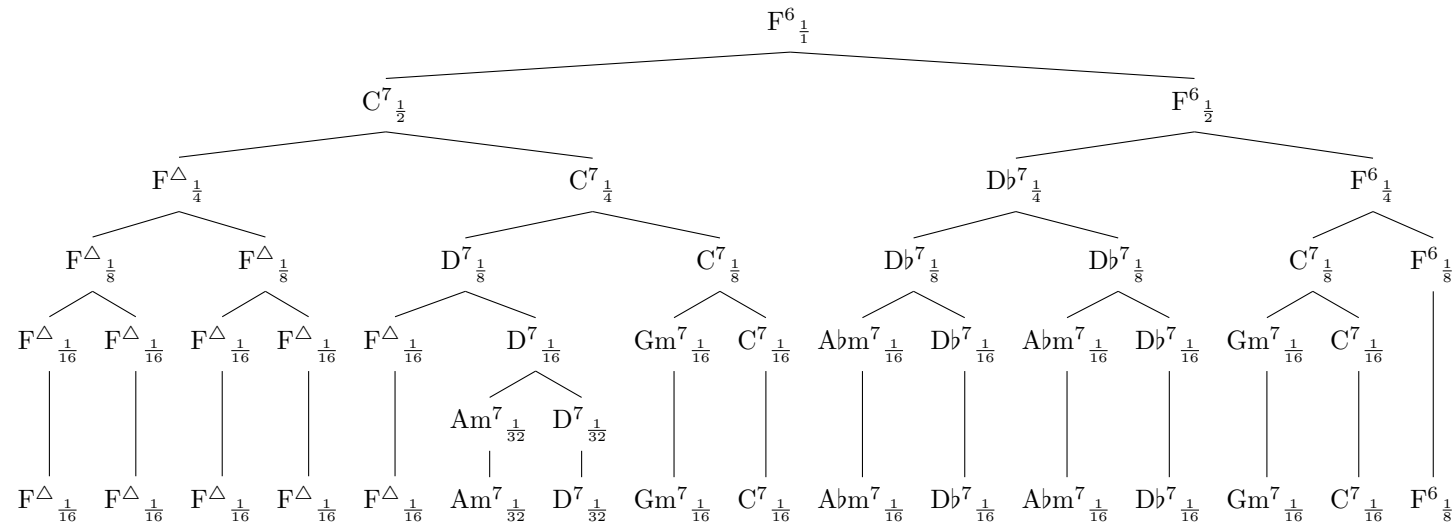 F⁶ 1/1
C⁷ 1/2 F⁶ 1/2
F△ 1/4 C⁷ 1/4 D♭⁷ 1/4 F⁶ 1/4
F△ 1/8 F△ 1/8 D⁷ 1/8 C⁷ 1/8 D♭⁷ 1/8 D♭⁷ 1/8 C⁷ 1/8 F⁶ 1/8
F△ 1/16 F△ 1/16 F△ 1/16 F△ 1/16 F△ 1/16 D⁷ 1/16 Gm⁷ 1/16 C⁷ 1/16 A♭m⁷ 1/16 D♭⁷ 1/16 A♭m⁷ 1/16 D♭⁷ 1/16 Gm⁷ 1/16 C⁷ 1/16
Am⁷ 1/32 D⁷ 1/32
F△ 1/16 F△ 1/16 F△ 1/16 F△ 1/16 F△ 1/16 Am⁷ 1/32 D⁷ 1/32 Gm⁷ 1/16 C⁷ 1/16 A♭m⁷ 1/16 D♭⁷ 1/16 A♭m⁷ 1/16 D♭⁷ 1/16 Gm⁷ 1/16 C⁷ 1/16 F⁶ 1/8